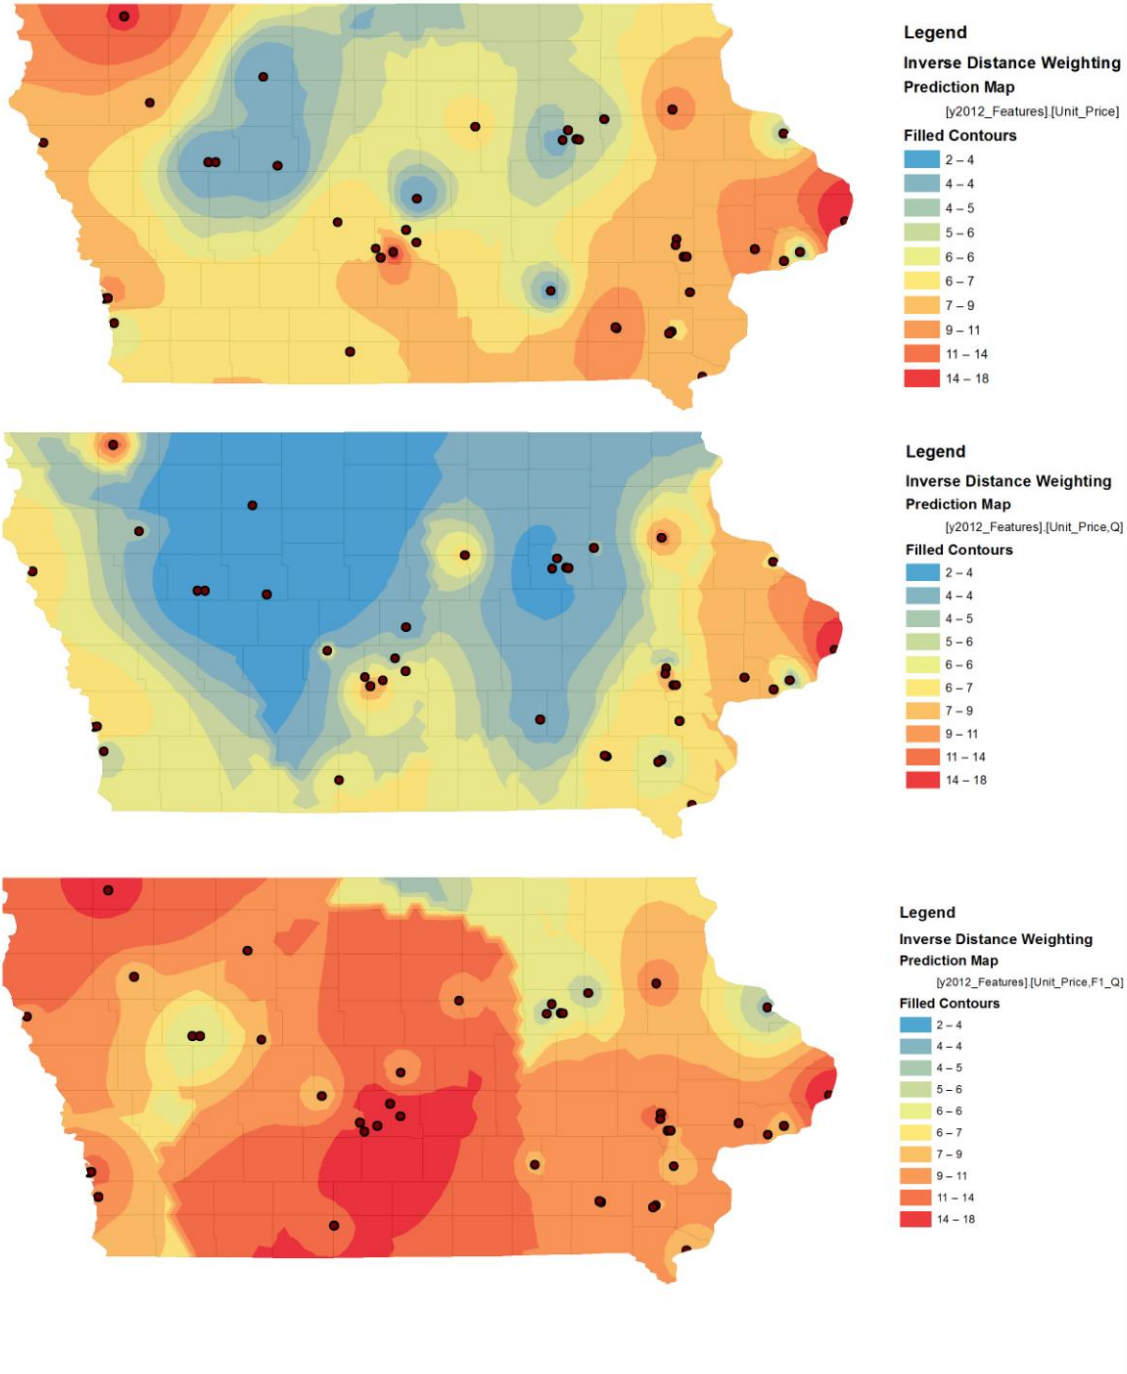 Legend
Inverse Distance Weighting
Prediction Map
[y2012_Features].[Unit_Price]
Filled Contours
2 – 4
4 – 4
4 – 5
5 – 6
6 – 6
6 – 7
7 – 9
9 – 11
11 – 14
14 – 18
Legend
Inverse Distance Weighting
Prediction Map
[y2012_Features].[Unit_Price,Q]
Filled Contours
2 – 4
4 – 4
4 – 5
5 – 6
6 – 6
6 – 7
7 – 9
9 – 11
11 – 14
14 – 18
Legend
Inverse Distance Weighting
Prediction Map
[y2012_Features].[Unit_Price,F1_Q]
Filled Contours
2 – 4
4 – 4
4 – 5
5 – 6
6 – 6
6 – 7
7 – 9
9 – 11
11 – 14
14 – 18